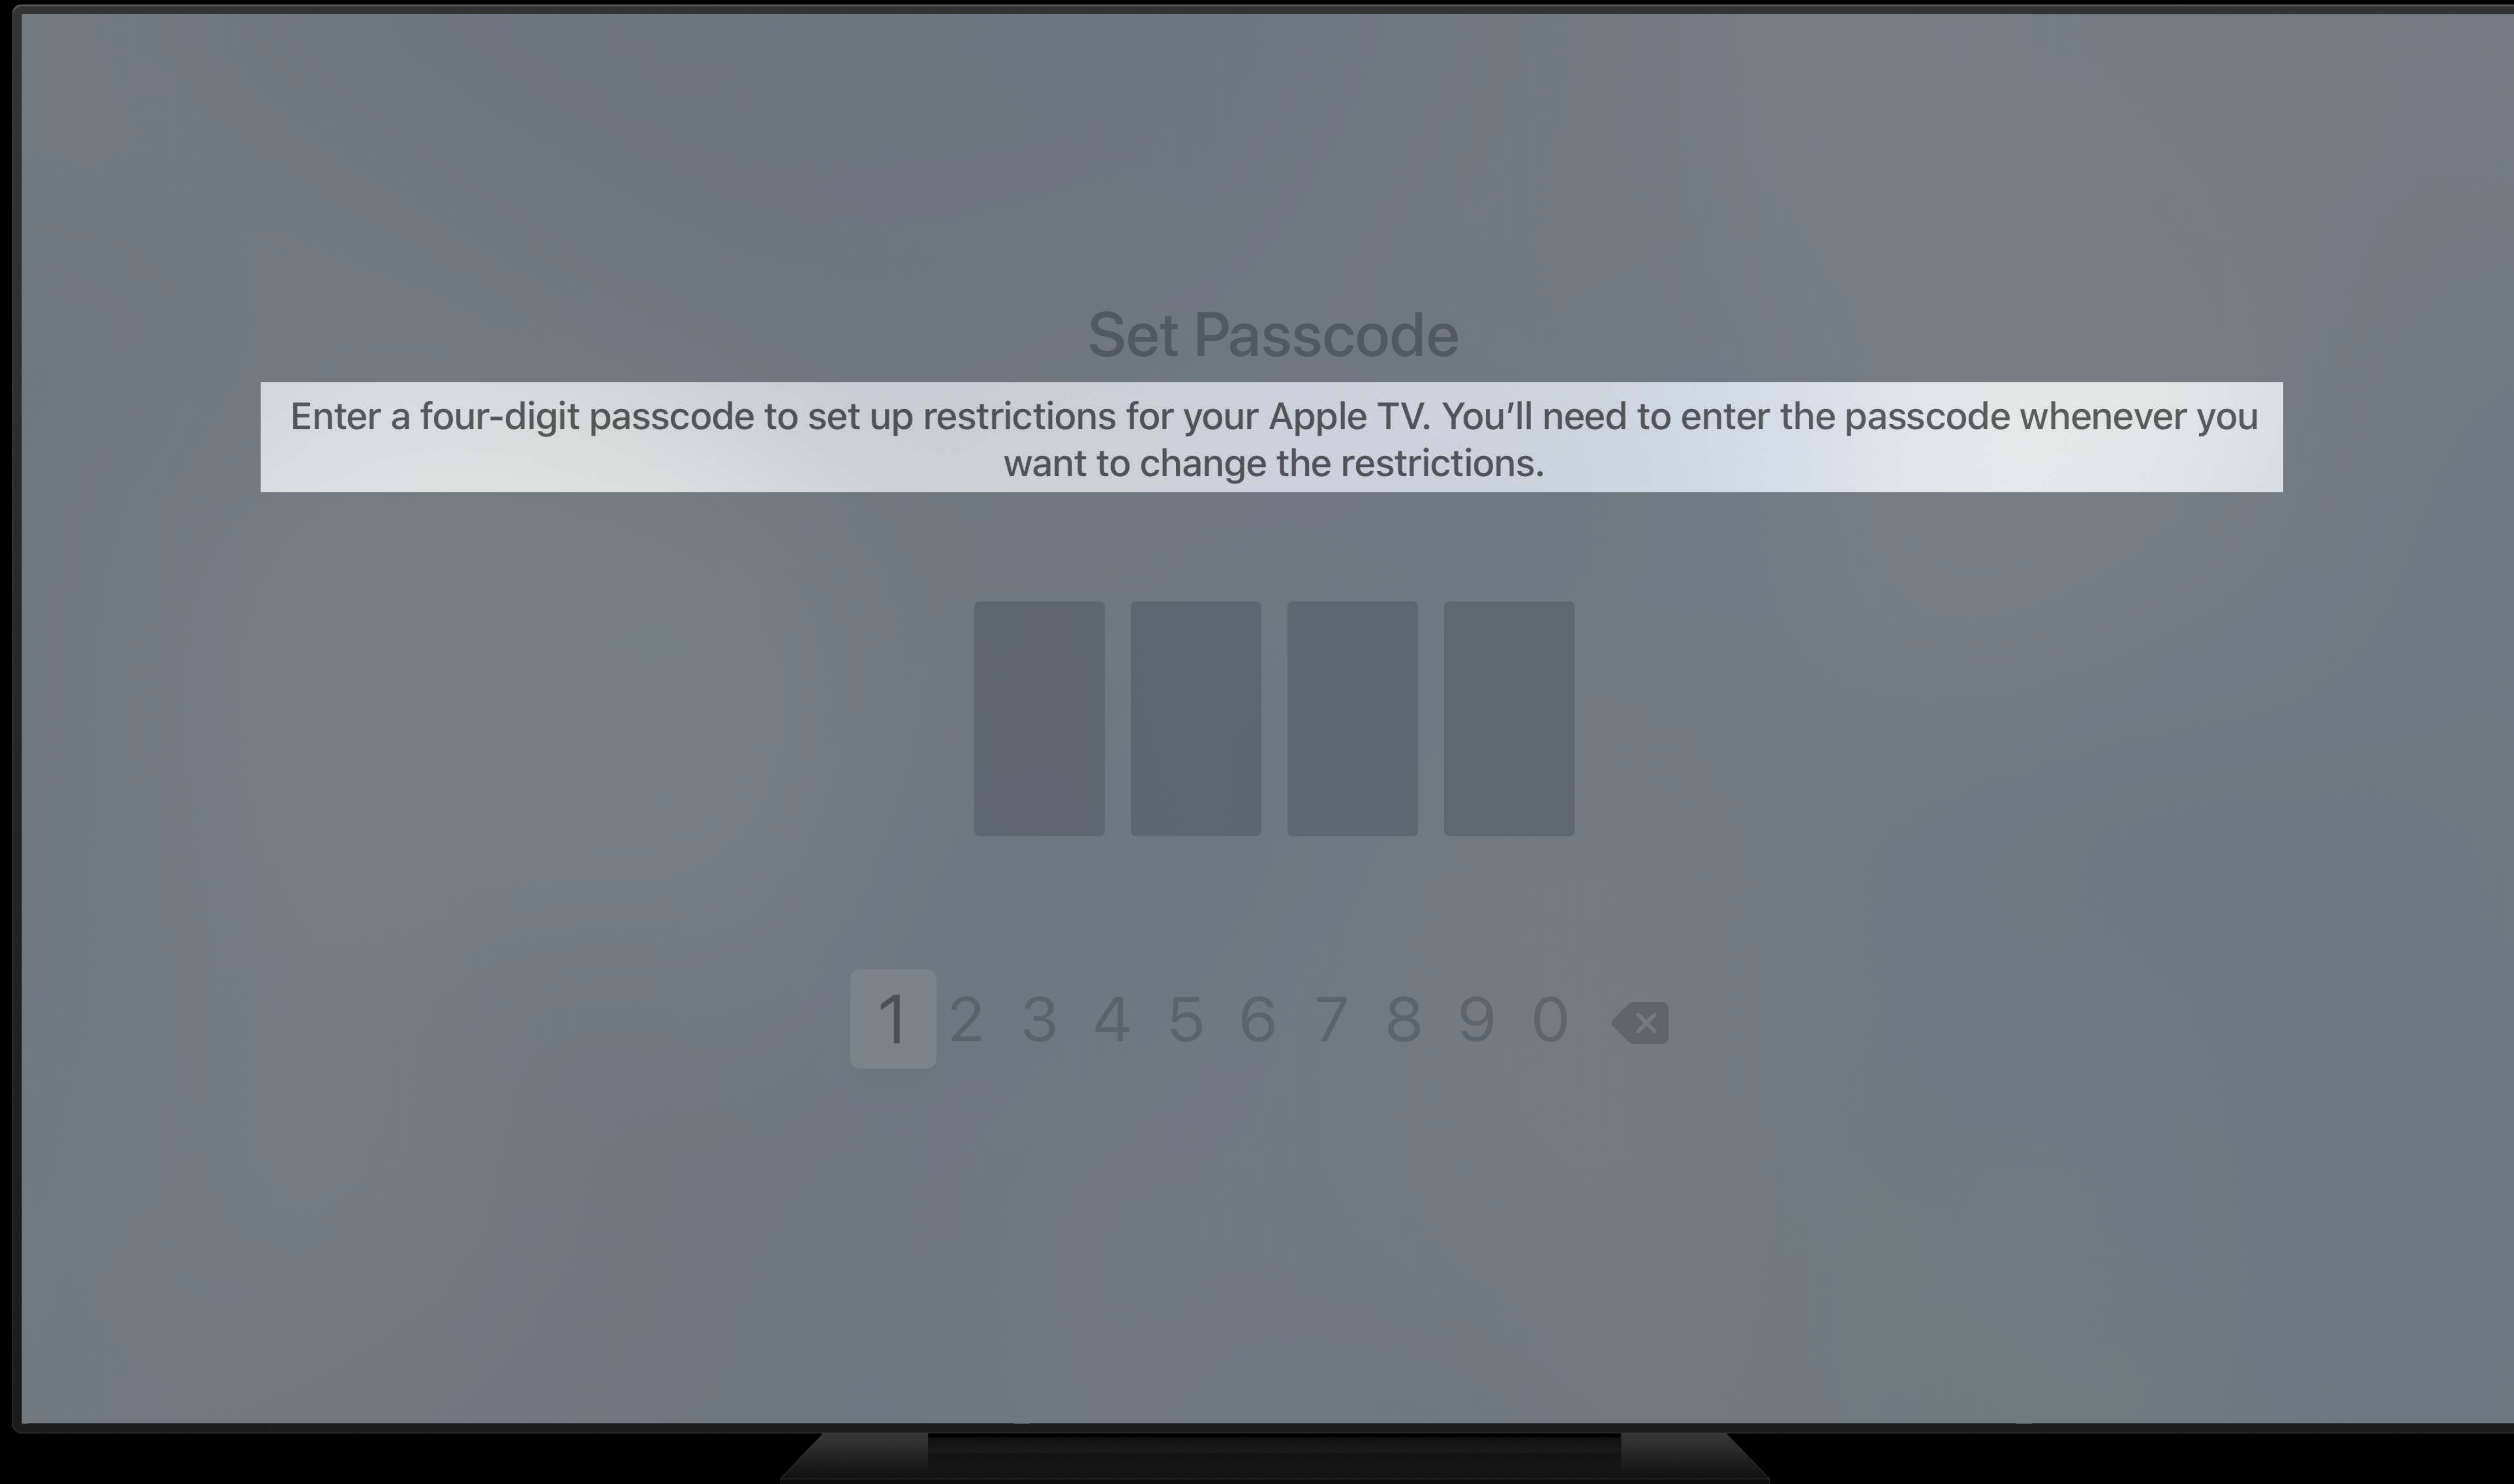 Set Passcode
Enter a four-digit passcode to set up restrictions for your Apple TV. You’ll need to enter the passcode whenever you
want to change the restrictions.
1 2 3 4 5 6 7 8 9 0